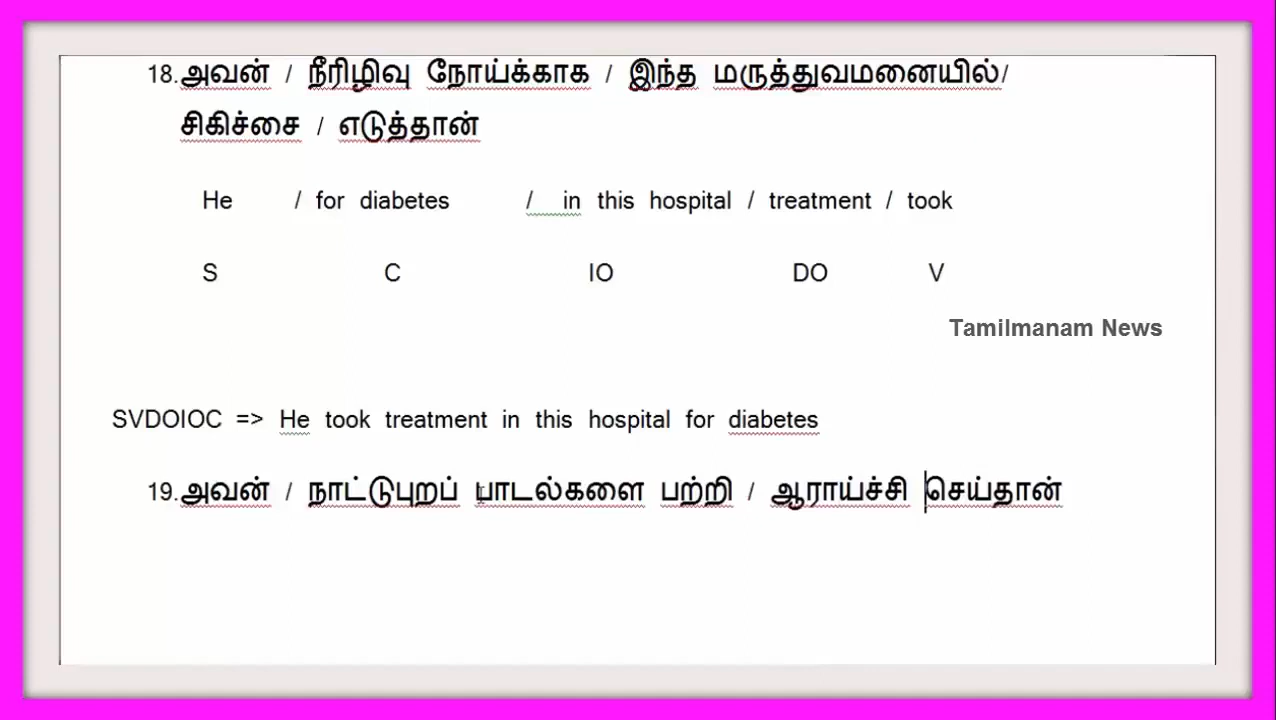 18.அவன் / நீரிழிவு நோய்க்காக / இந்த மருத்துவமனையில்/
சிகிச்சை / எடுத்தான்
He / for diabetes / in this hospital / treatment / took
S C IO DO V
Tamilmanam News
SVDOIOC => He took treatment in this hospital for diabetes
19.அவன் / நாட்டுபுறப் பாடல்களை பற்றி / ஆராய்ச்சி செய்தான்